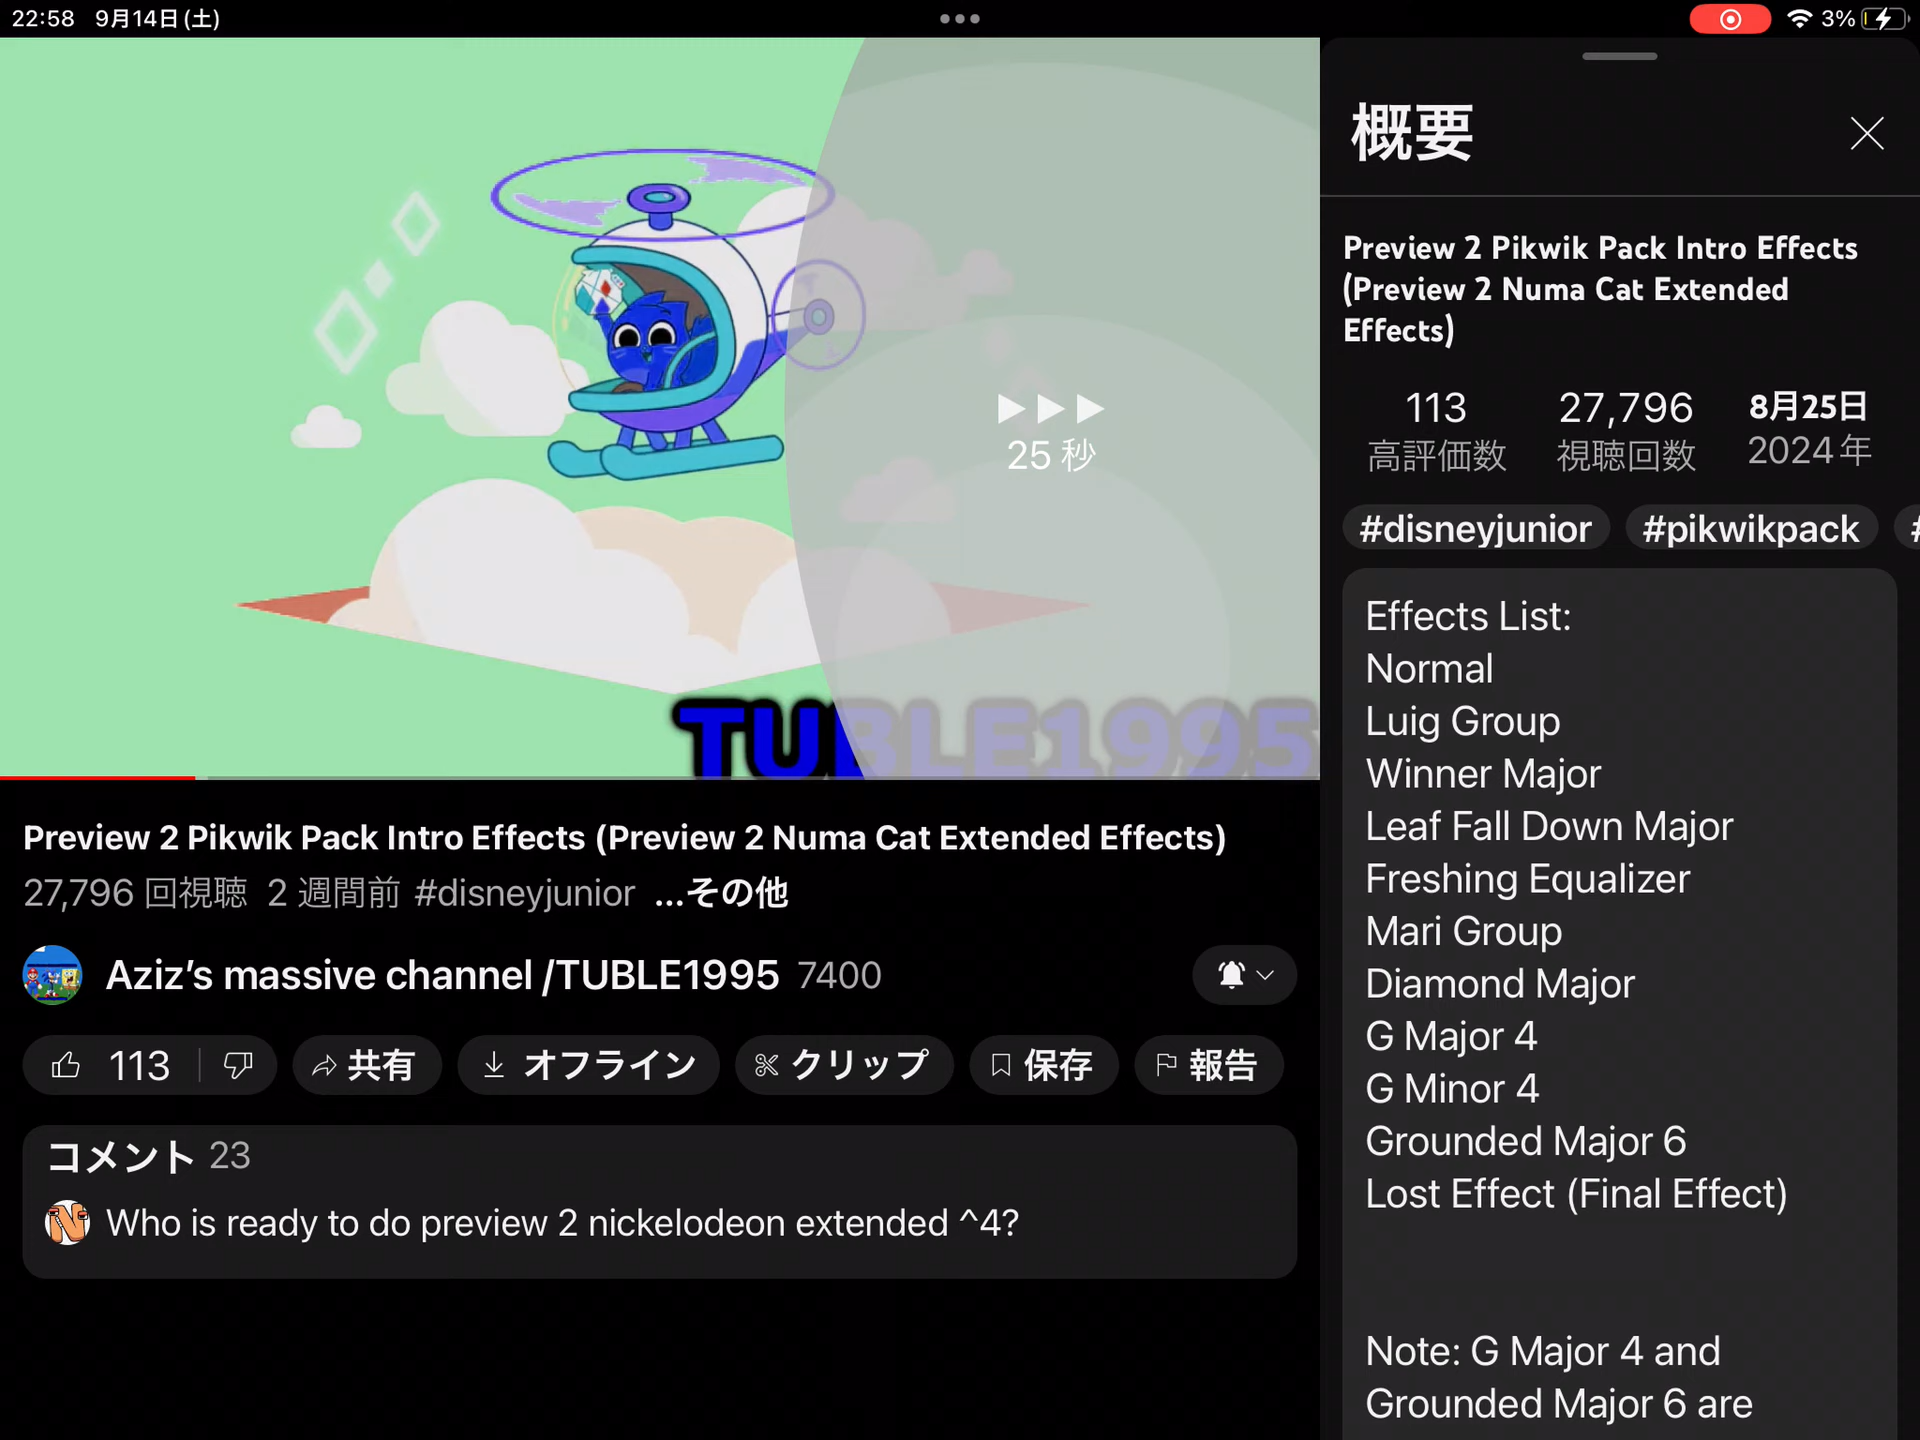 22:58 9月14日(土)
3%
25 秒
TUBLE1995
Preview 2 Pikwik Pack Intro Effects (Preview 2 Numa Cat Extended Effects)
27,796 回視聴 2 週間前 #disneyjunior ...その他
Aziz's massive channel /TUBLE1995 7400
113
共有
オフライン
クリップ
保存
報告
コメント 23
Who is ready to do preview 2 nickelodeon extended ^4?
概要
Preview 2 Pikwik Pack Intro Effects
(Preview 2 Numa Cat Extended
Effects)
113 27,796 8月25日
高評価数 視聴回数 2024年
#disneyjunior #pikwikpack #
Effects List:
Normal
Luig Group
Winner Major
Leaf Fall Down Major
Freshing Equalizer
Mari Group
Diamond Major
G Major 4
G Minor 4
Grounded Major 6
Lost Effect (Final Effect)
Note: G Major 4 and
Grounded Major 6 are